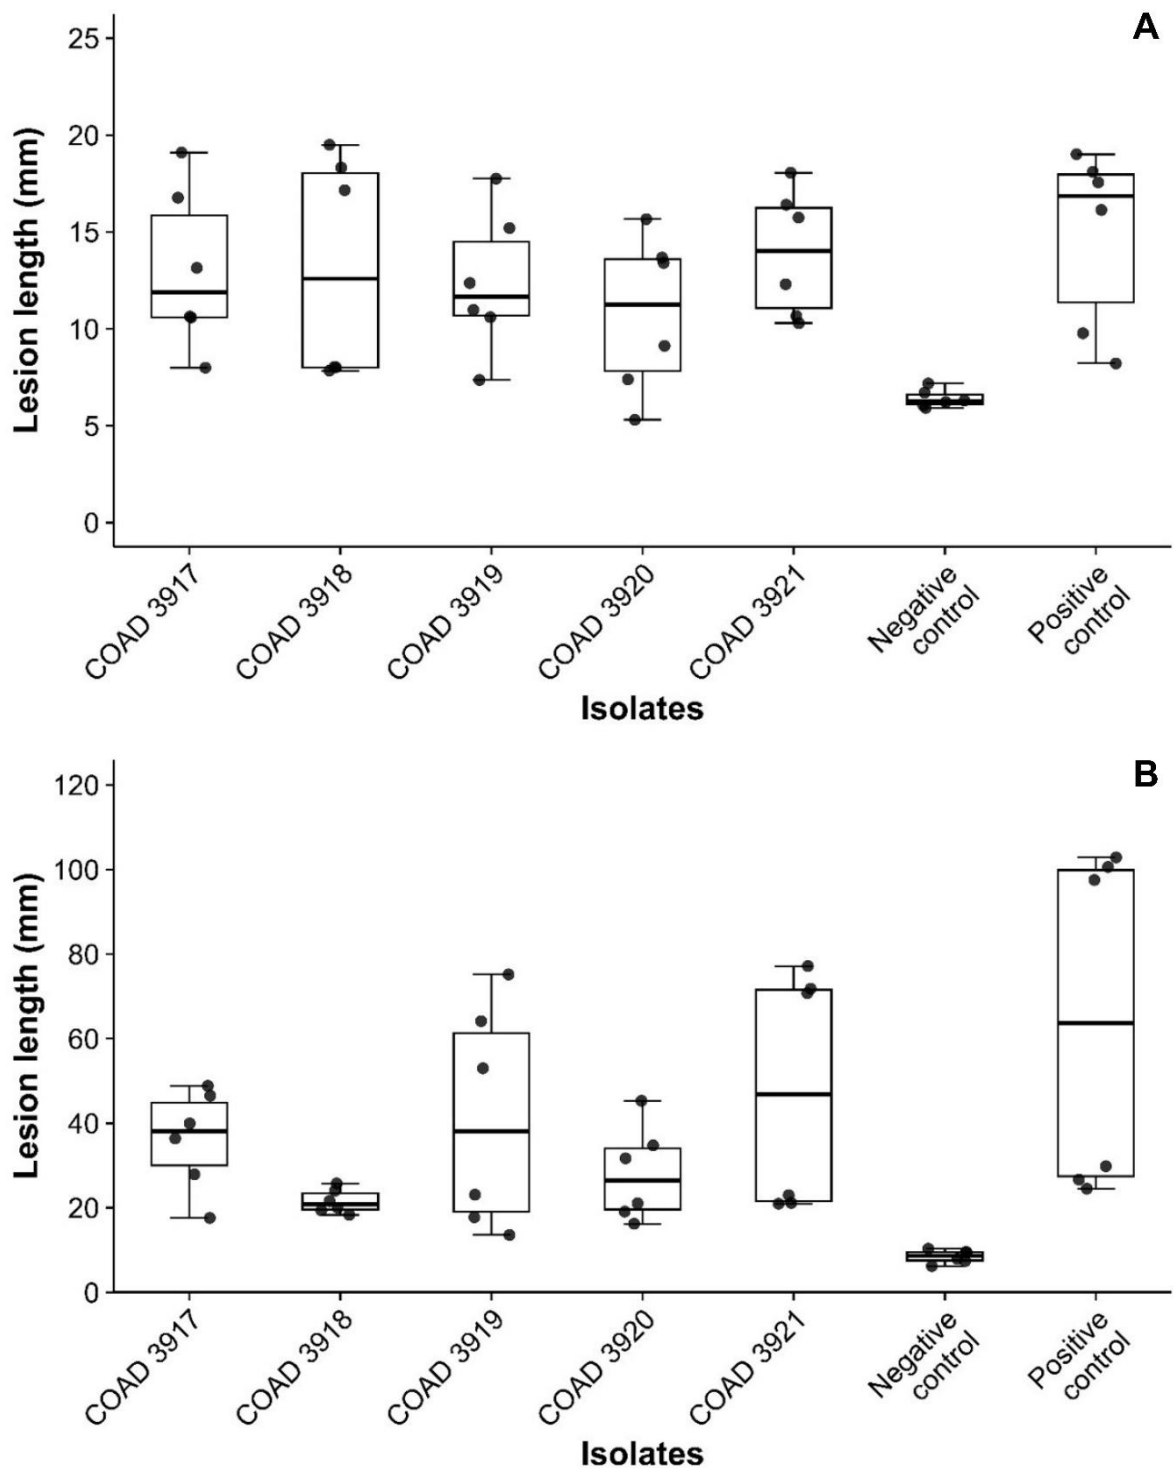 A
Lesion length (mm)
25
20
15
10
5
0
COAD 3917
COAD 3918
COAD 3919
COAD 3920
COAD 3921
Negative
control
Positive
control
Isolates
B
Lesion length (mm)
120
100
80
60
40
20
0
COAD 3917
COAD 3918
COAD 3919
COAD 3920
COAD 3921
Negative
control
Positive
control
Isolates